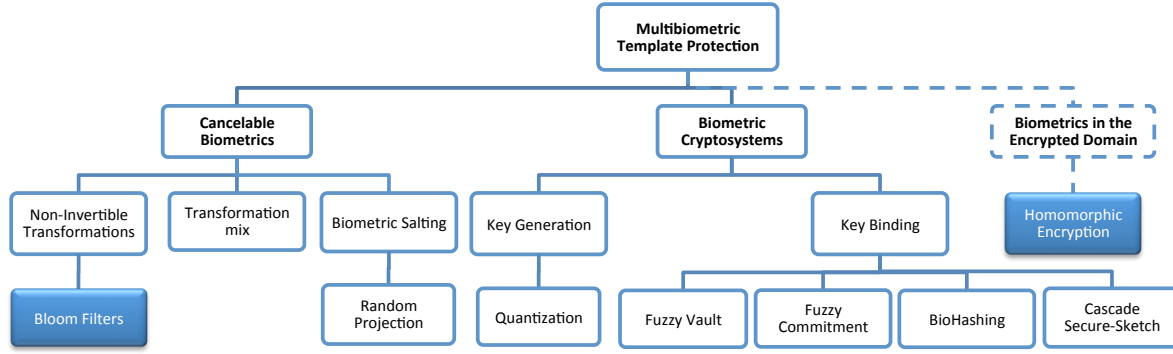 Multibiometric
Template Protection
Cancelable
Biometrics
Biometric
Cryptosystems
Biometrics in the
Encrypted Domain
Non-Invertible
Transformations
Transformation
mix
Biometric Salting
Key Generation
Key Binding
Homomorphic
Encryption
Bloom Filters
Random
Projection
Quantization
Fuzzy Vault
Fuzzy
Commitment
BioHashing
Cascade
Secure-Sketch